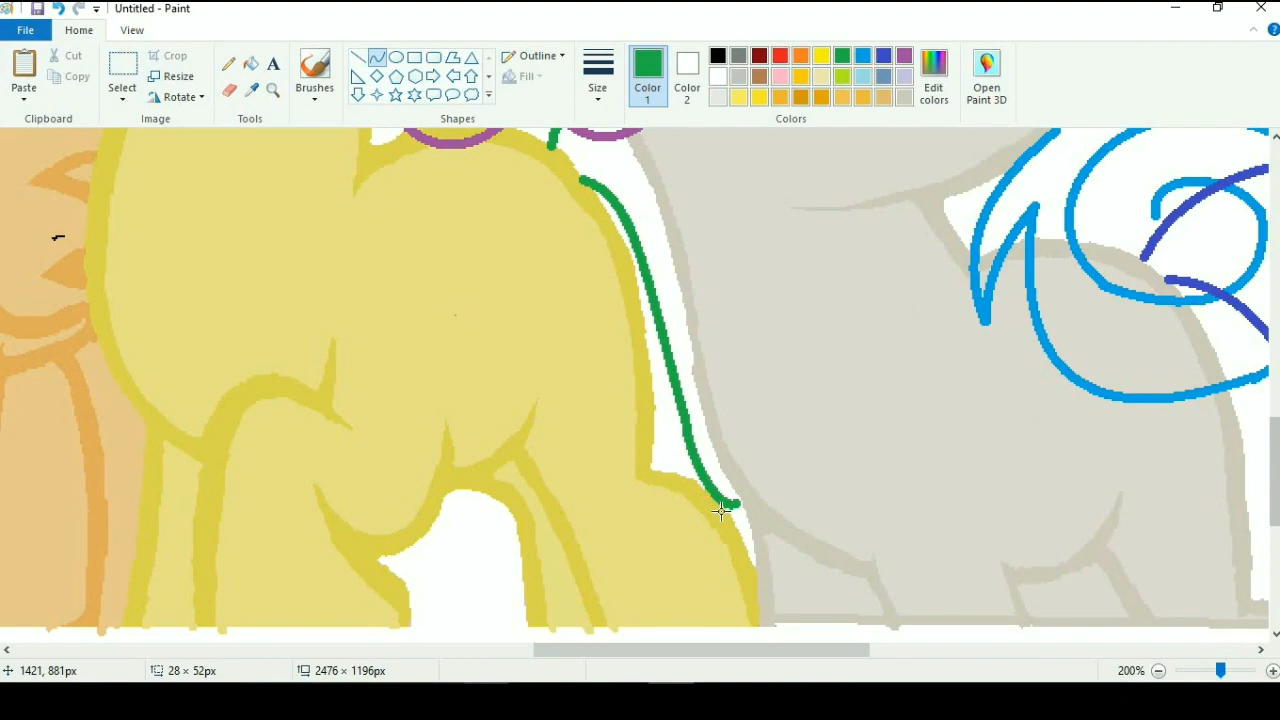 Untitled - Paint
File Home View
Paste
Cut
Copy
Clipboard
Select
Crop
Resize
Rotate
Image
A
Tools
Brushes
Shapes
Outline
Fill
Size
Color 1
Color 2
Colors
Edit colors
Open Paint 3D
1421, 881px
28 × 52px
2476 × 1196px
200%